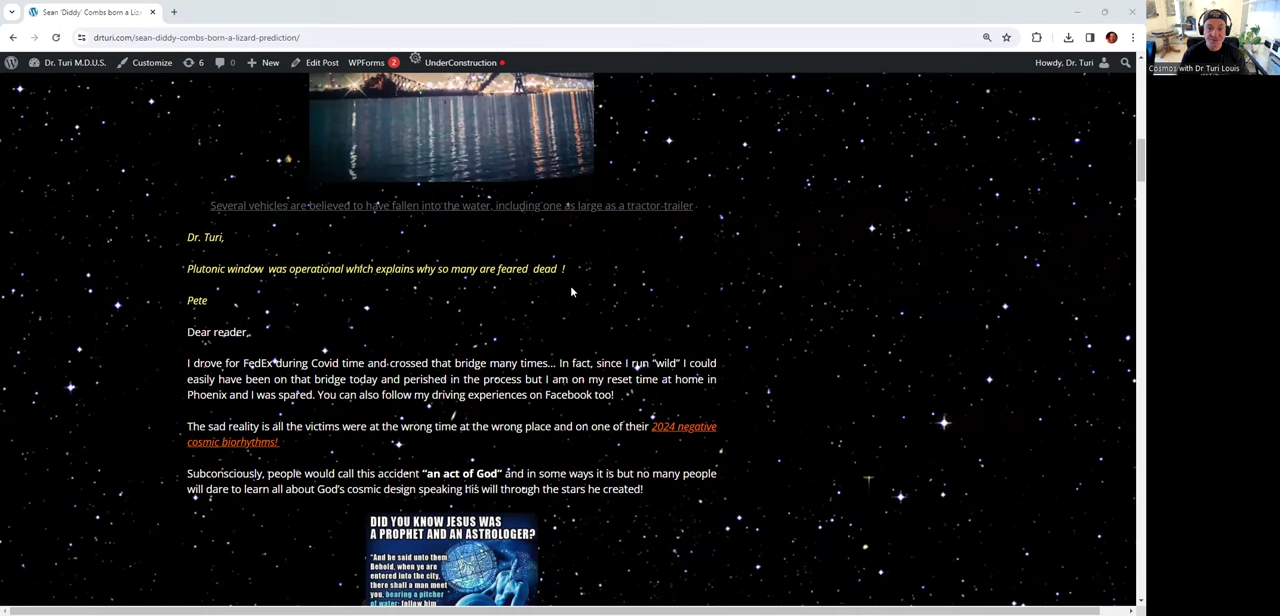 Sean 'Diddy' Combs born a Liz
drturi.com/sean-diddy-combs-born-a-lizard-prediction/
Dr. Turi M.D.U.S. Customize 6 0 New Edit Post WPForms 2 UnderConstruction Howdy, Dr. Turi
Cosmos with Dr Turi Louis
Several vehicles are believed to have fallen into the water, including one as large as a tractor-trailer
Dr. Turi,
Plutonic window was operational which explains why so many are feared dead !
Pete
Dear reader,
I drove for FedEx during Covid time and crossed that bridge many times... In fact, since I run “wild” I could
easily have been on that bridge today and perished in the process but I am on my reset time at home in
Phoenix and I was spared. You can also follow my driving experiences on Facebook too!
The sad reality is all the victims were at the wrong time at the wrong place and on one of their 2024 negative
cosmic biorhythms!
Subconsciously, people would call this accident “an act of God” and in some ways it is but no many people
will dare to learn all about God’s cosmic design speaking his will through the stars he created!
DID YOU KNOW JESUS WAS
A PROPHET AND AN ASTROLOGER?
"And he said unto them
Behold, when ye are
entered into the city,
there shall a man meet
you, bearing a pitcher
of water; follow him